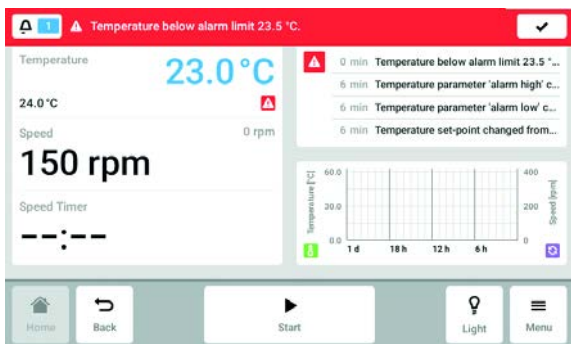 1
Temperature below alarm limit 23.5 °C.
Temperature
23.0°C
24.0°C
Speed
0 rpm
150 rpm
Speed Timer
--:--
0 min Temperature below alarm limit 23.5 °...
6 min Temperature parameter 'alarm high' c...
6 min Temperature parameter 'alarm low' c...
6 min Temperature set-point changed from...
Temperature [°C]
60.0
30.0
0.0
1 d 18 h 12 h 6 h
400
200
0
Speed [rpm]
Home
Back
Start
Light
Menu